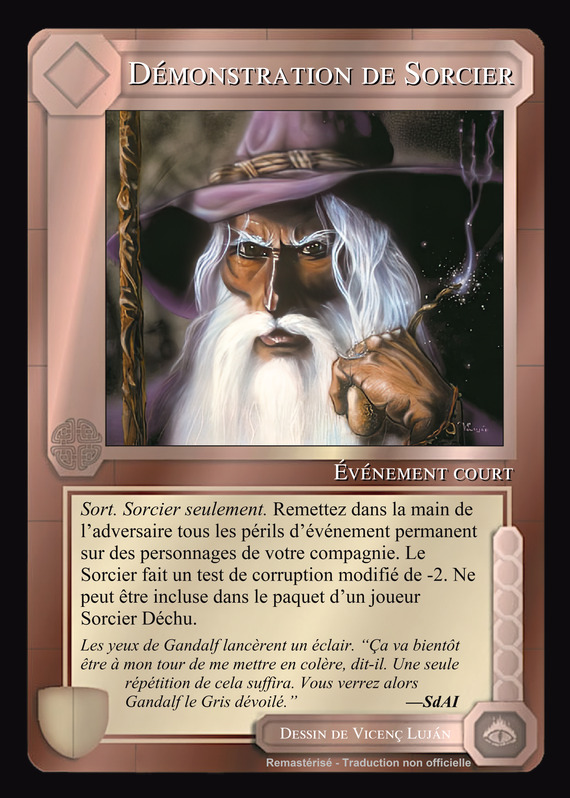 Démonstration de Sorcier
Événement court
Sort. Sorcier seulement. Remettez dans la main de
l’adversaire tous les périls d’événement permanent
sur des personnages de votre compagnie. Le
Sorcier fait un test de corruption modifié de -2. Ne
peut être incluse dans le paquet d’un joueur
Sorcier Déchu.
Les yeux de Gandalf lancèrent un éclair. “Ça va bientôt
être à mon tour de me mettre en colère, dit-il. Une seule
répétition de cela suffira. Vous verrez alors
Gandalf le Gris dévoilé.” —SdAI
Dessin de Vicenç Luján
Remastérisé - Traduction non officielle